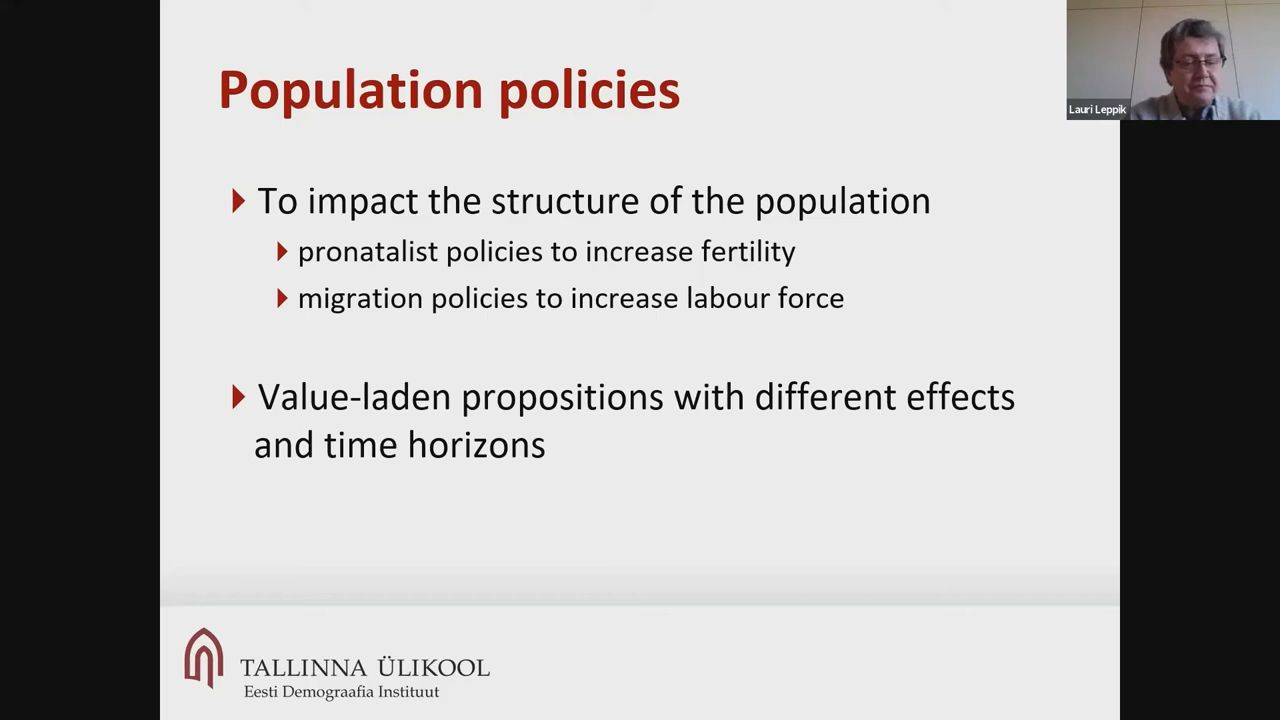 Population policies
Lauri Leppik
To impact the structure of the population
pronatalist policies to increase fertility
migration policies to increase labour force
Value-laden propositions with different effects
and time horizons
TALLINNA ÜLIKOOL
Eesti Demograafia Instituut